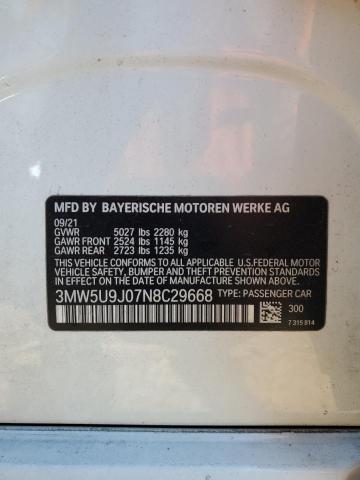 MFD BY BAYERISCHE MOTOREN WERKE AG
09/21
GVWR 5027 lbs 2280 kg
GAWR FRONT 2524 lbs 1145 kg
GAWR REAR 2723 lbs 1235 kg
THIS VEHICLE CONFORMS TO ALL APPLICABLE U.S.FEDERAL MOTOR
VEHICLE SAFETY, BUMPER AND THEFT PREVENTION STANDARDS IN
EFFECT ON THE DATE OF MANUFACTURE SHOWN ABOVE.
3MW5U9J07N8C29668 TYPE: PASSENGER CAR
300
7 315 814